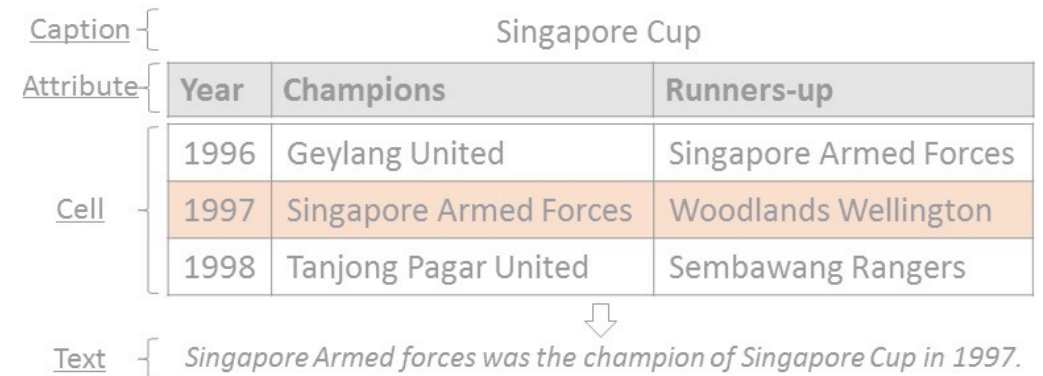 Caption Singapore Cup
Attribute Year Champions Runners-up
1996 Geylang United Singapore Armed Forces
Cell 1997 Singapore Armed Forces Woodlands Wellington
1998 Tanjong Pagar United Sembawang Rangers
Text Singapore Armed forces was the champion of Singapore Cup in 1997.